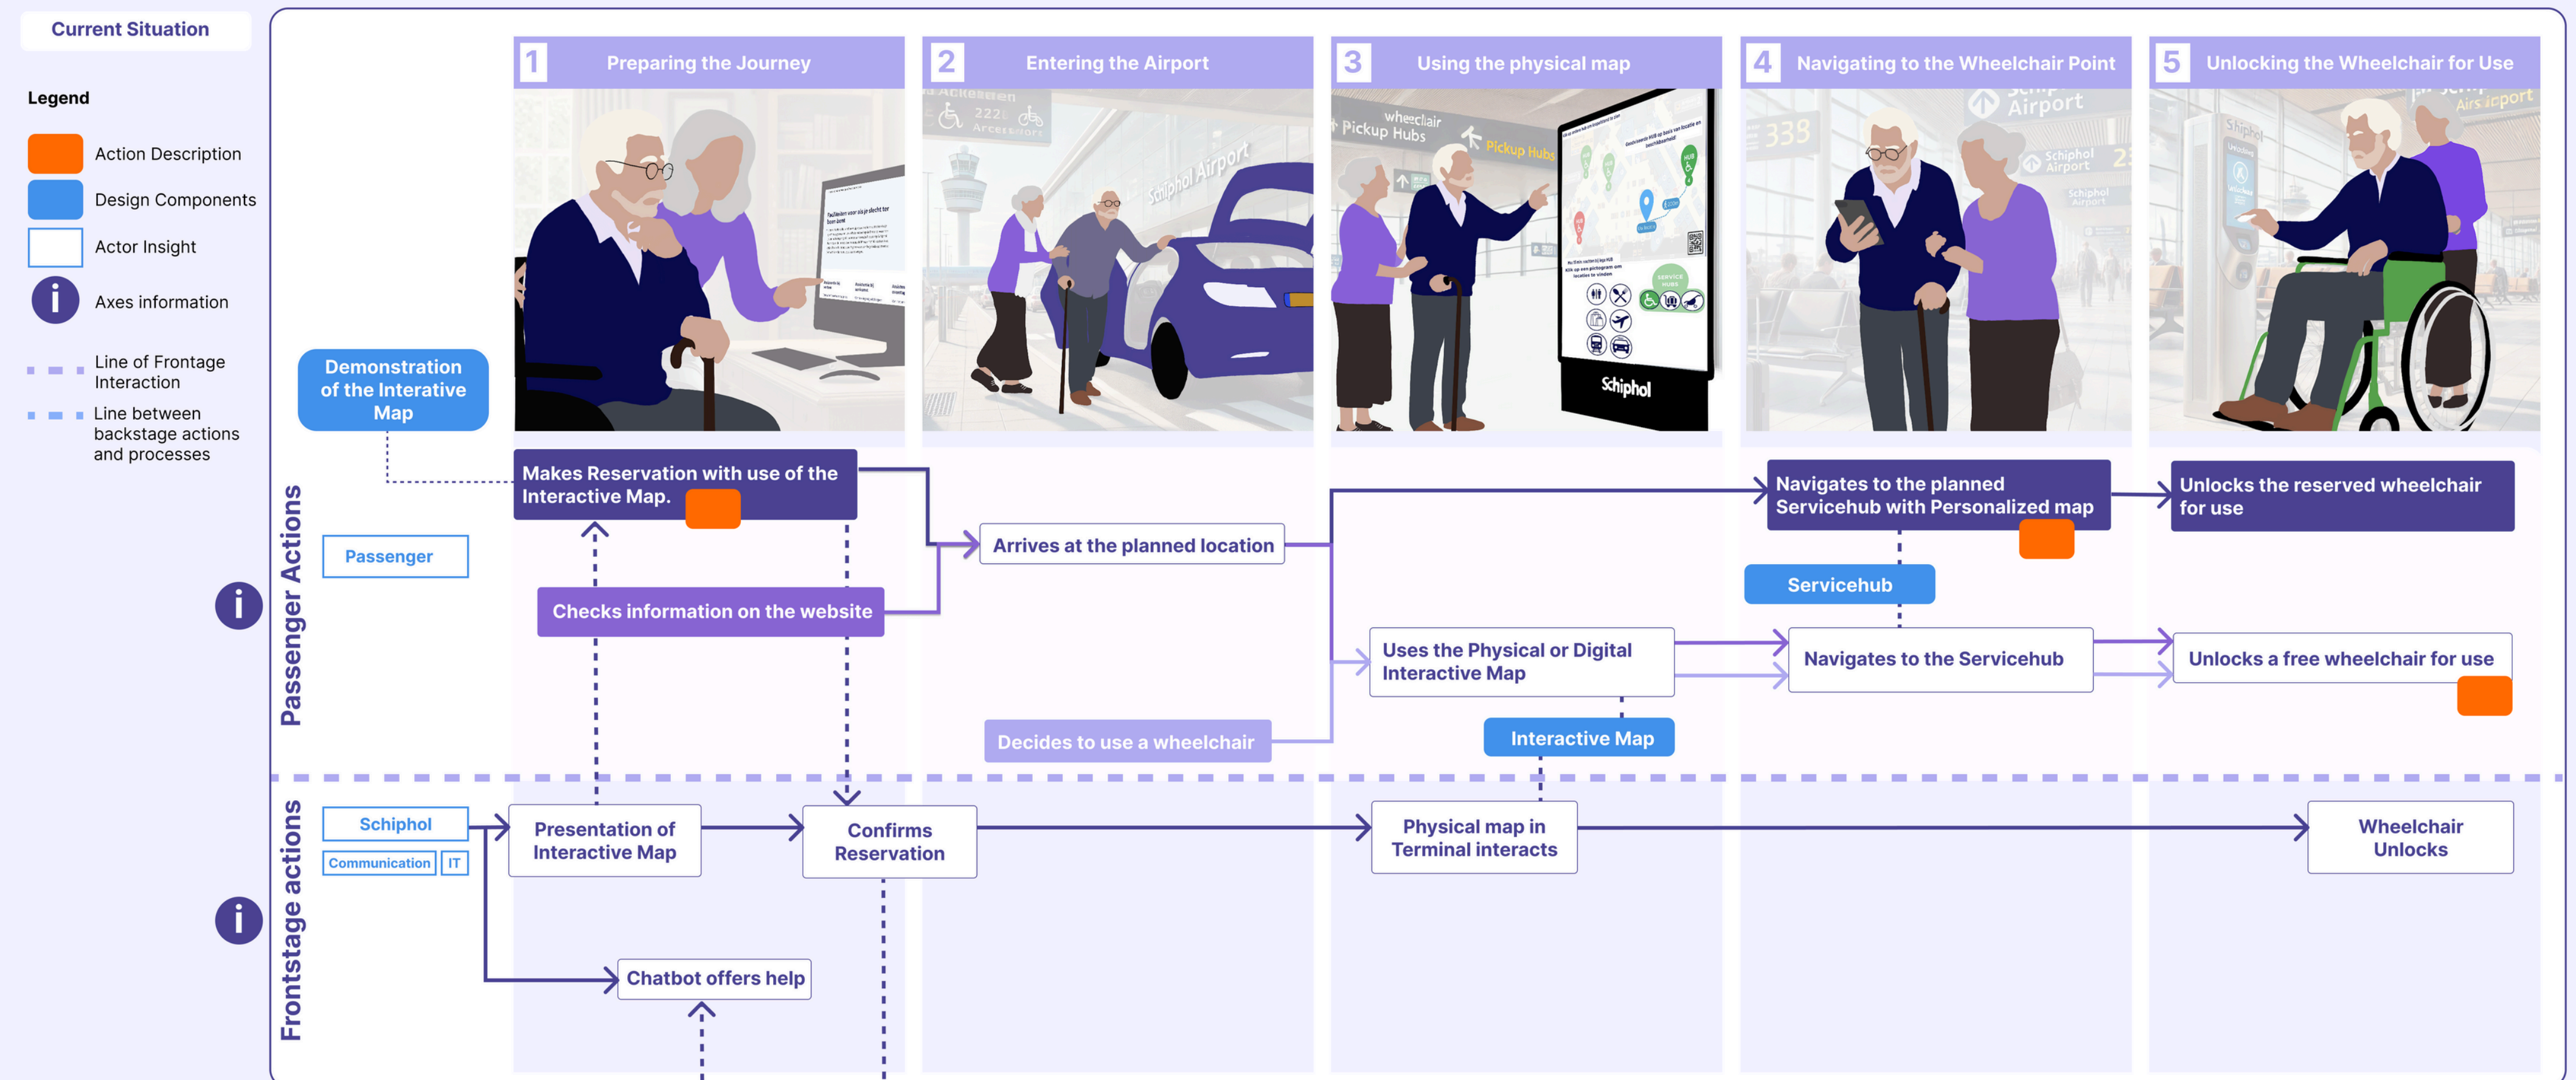 Current Situation
Legend
Action Description
Design Components
Actor Insight
i
Axes information
Line of Frontage
Interaction
Line between
backstage actions
and processes
1
Preparing the Journey
2
Entering the Airport
3
Using the physical map
4
Navigating to the Wheelchair Point
5
Unlocking the Wheelchair for Use
Schiphol Airport
wheecliair
Pickup Hubs
Pickup Hubs
HUB
SERVICE
HUBS
Schiphol
338
Airport
Schiphol
Airport
Schiphol
Airport
Schiphol
Demonstration
of the Interative
Map
Passenger Actions
Passenger
i
Makes Reservation with use of the
Interactive Map.
Checks information on the website
Arrives at the planned location
Decides to use a wheelchair
Uses the Physical or Digital
Interactive Map
Interactive Map
Navigates to the planned
Servicehub with Personalized map
Servicehub
Navigates to the Servicehub
Unlocks the reserved wheelchair
for use
Unlocks a free wheelchair for use
Frontstage actions
i
Schiphol
Communication
IT
Presentation of
Interactive Map
Confirms
Reservation
Physical map in
Terminal interacts
Wheelchair
Unlocks
Chatbot offers help